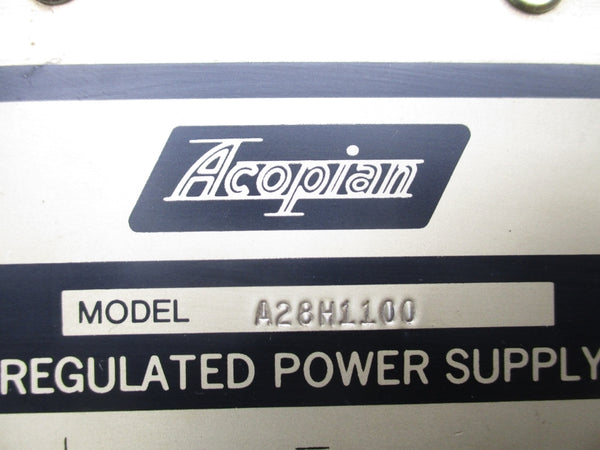 Acopian
MODEL A28H1100
REGULATED POWER SUPPLY